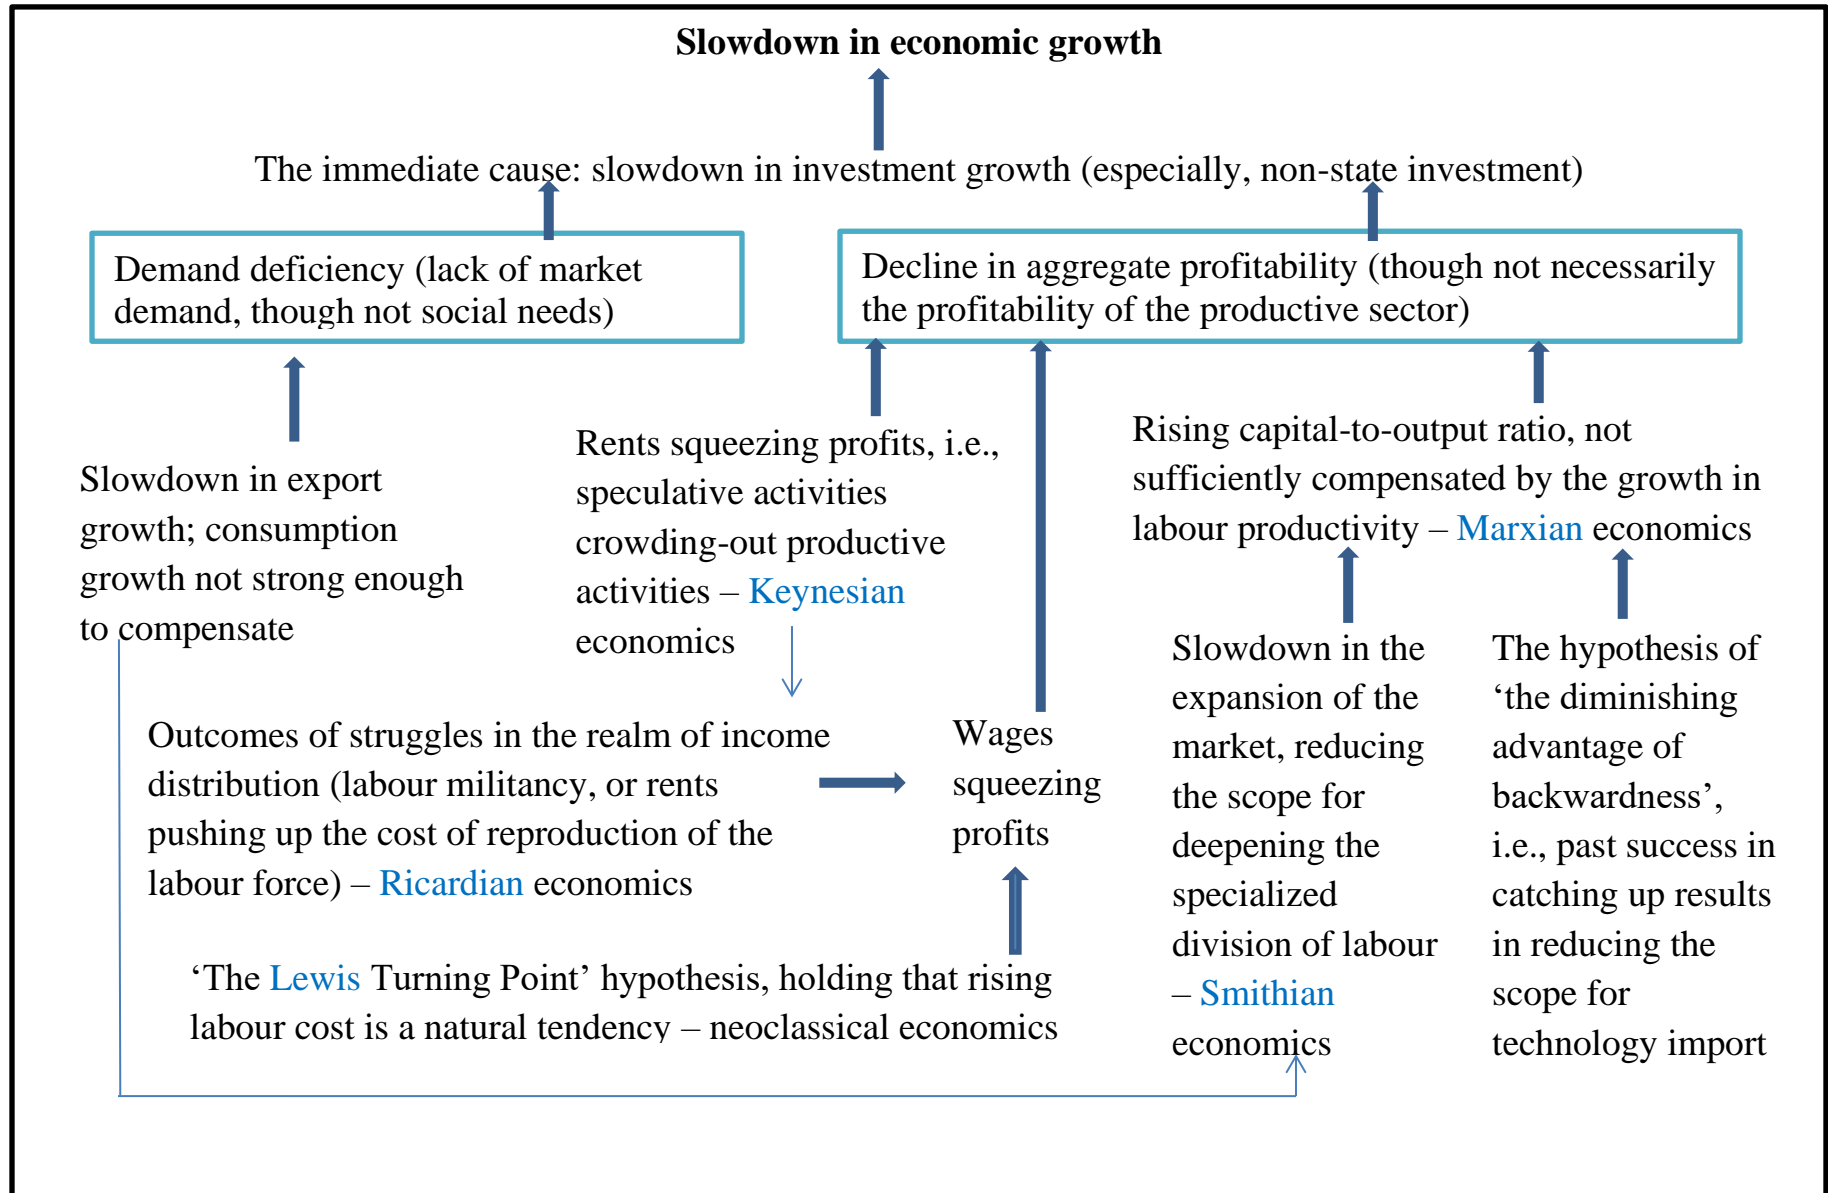 Slowdown in economic growth
The immediate cause: slowdown in investment growth (especially, non-state investment)
Demand deficiency (lack of market
demand, though not social needs)
Decline in aggregate profitability (though not necessarily
the profitability of the productive sector)
Slowdown in export
growth; consumption
growth not strong enough
to compensate
Rents squeezing profits, i.e.,
speculative activities
crowding-out productive
activities – Keynesian
economics
Rising capital-to-output ratio, not
sufficiently compensated by the growth in
labour productivity – Marxian economics
Outcomes of struggles in the realm of income
distribution (labour militancy, or rents
pushing up the cost of reproduction of the
labour force) – Ricardian economics
Wages
squeezing
profits
‘The Lewis Turning Point’ hypothesis, holding that rising
labour cost is a natural tendency – neoclassical economics
Slowdown in the
expansion of the
market, reducing
the scope for
deepening the
specialized
division of labour
– Smithian
economics
The hypothesis of
‘the diminishing
advantage of
backwardness’,
i.e., past success in
catching up results
in reducing the
scope for
technology import